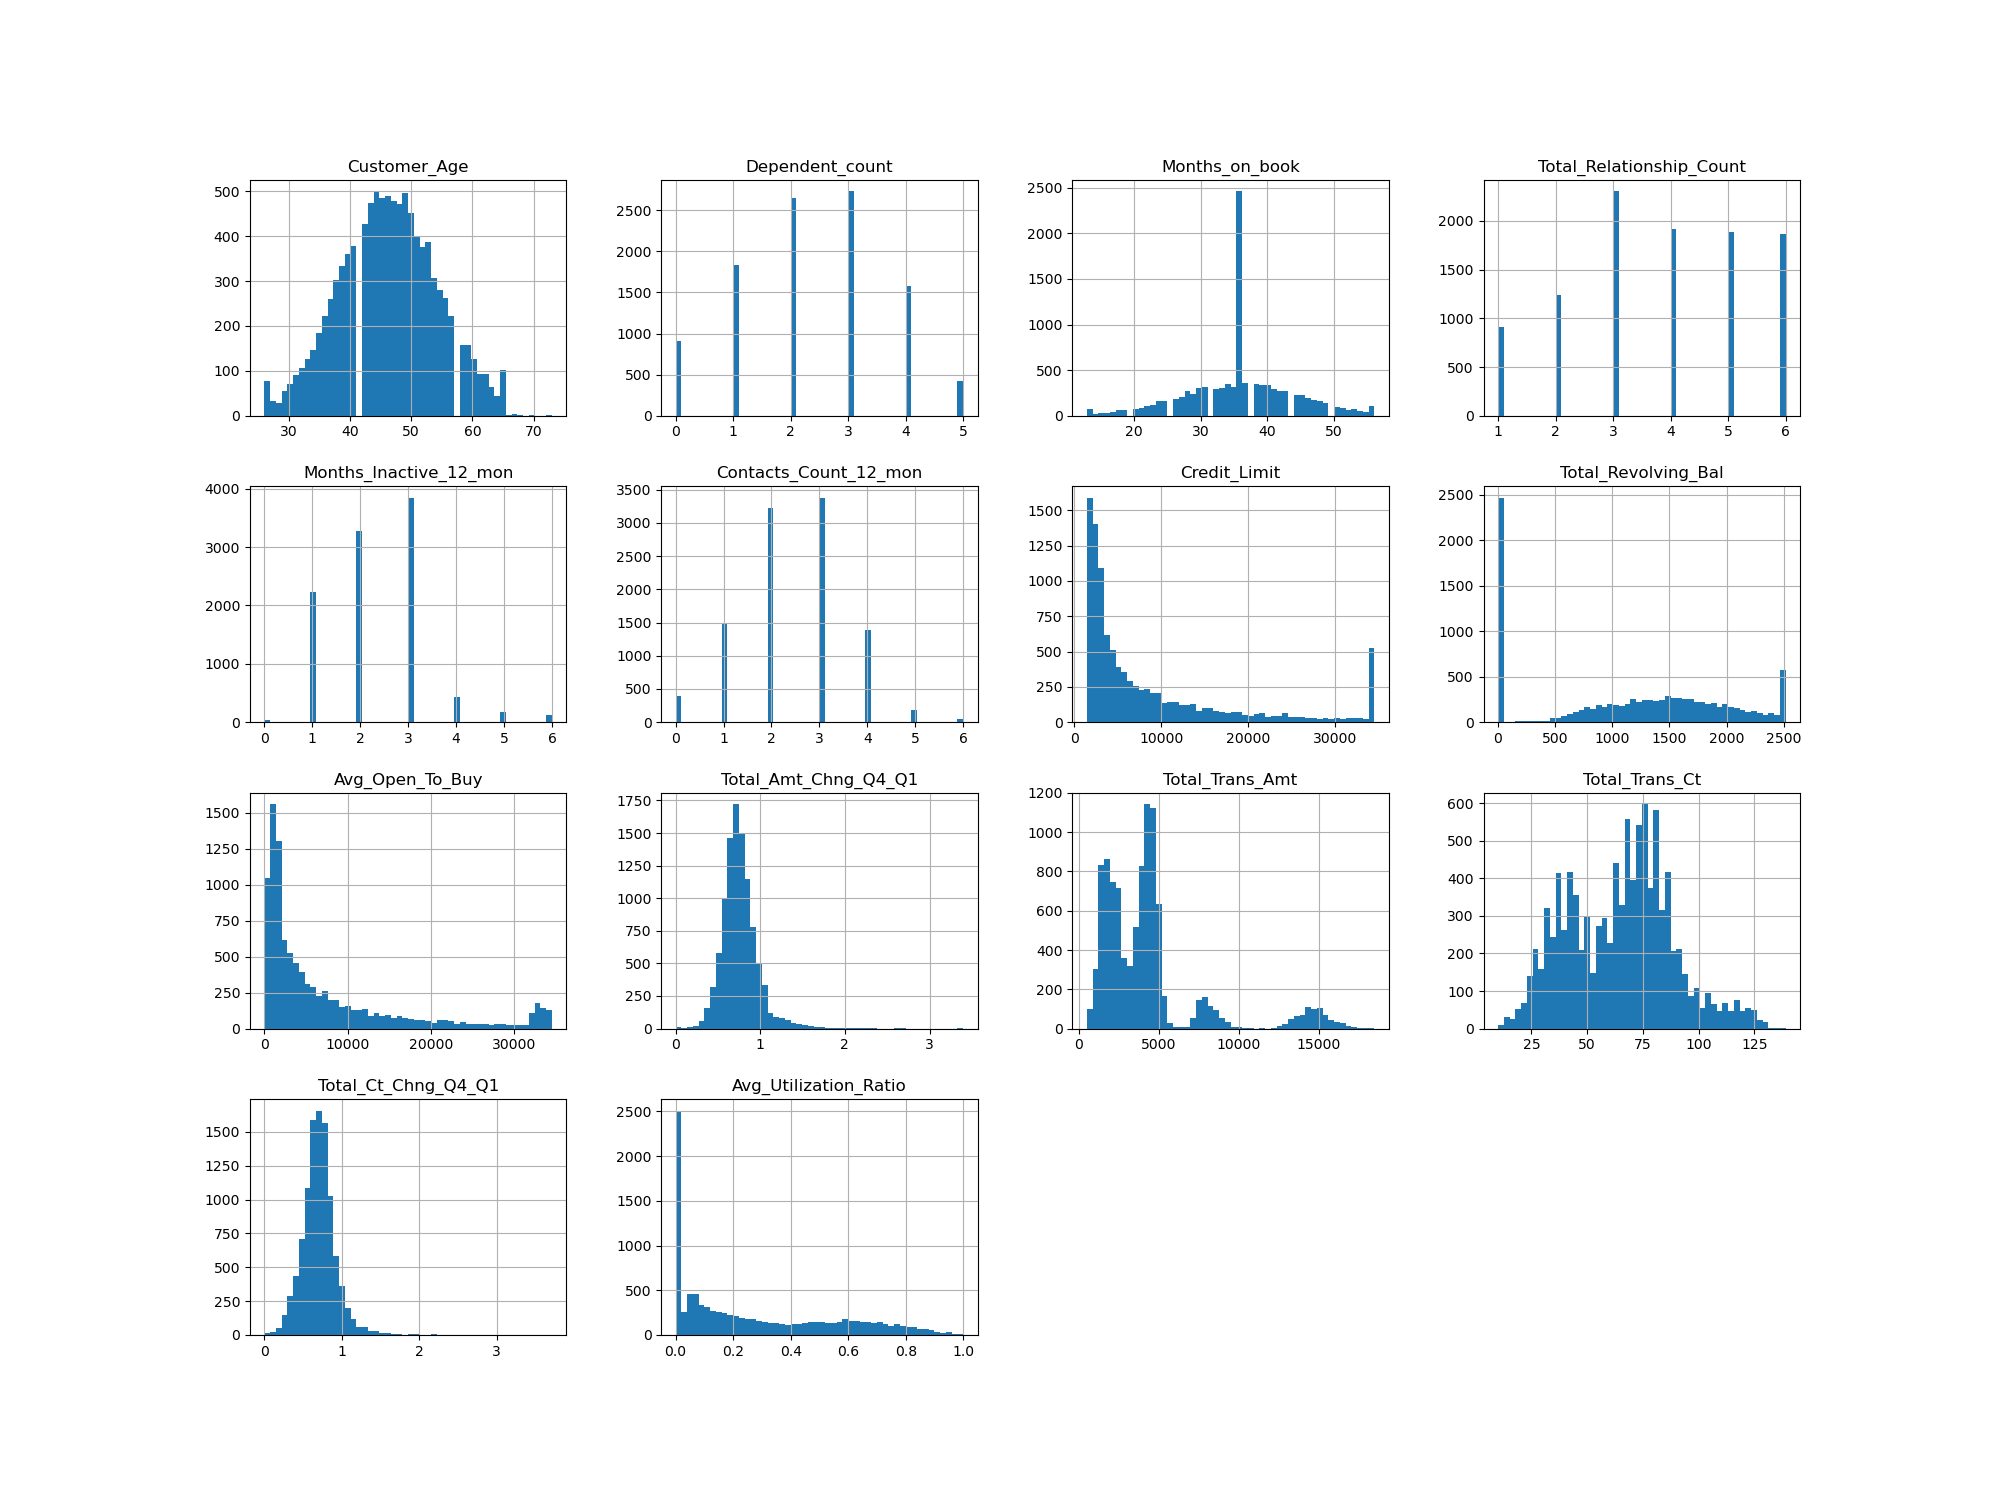 Customer_Age Dependent_count Months_on_book Total_Relationship_Count
500 400 300 200 100 0
30 40 50 60 70
2500 2000 1500 1000 500 0
0 1 2 3 4 5
2500 2000 1500 1000 500 0
20 30 40 50
2000 1500 1000 500 0
1 2 3 4 5 6
Months_Inactive_12_mon Contacts_Count_12_mon Credit_Limit Total_Revolving_Bal
4000 3000 2000 1000 0
0 1 2 3 4 5 6
3500 3000 2500 2000 1500 1000 500 0
0 1 2 3 4 5 6
1500 1250 1000 750 500 250 0
0 10000 20000 30000
2500 2000 1500 1000 500 0
0 500 1000 1500 2000 2500
Avg_Open_To_Buy Total_Amt_Chng_Q4_Q1 Total_Trans_Amt Total_Trans_Ct
1500 1250 1000 750 500 250 0
0 10000 20000 30000
1750 1500 1250 1000 750 500 250 0
0 1 2 3
1200 1000 800 600 400 200 0
0 5000 10000 15000
600 500 400 300 200 100 0
25 50 75 100 125
Total_Ct_Chng_Q4_Q1 Avg_Utilization_Ratio
1500 1250 1000 750 500 250 0
0 1 2 3
2500 2000 1500 1000 500 0
0.0 0.2 0.4 0.6 0.8 1.0